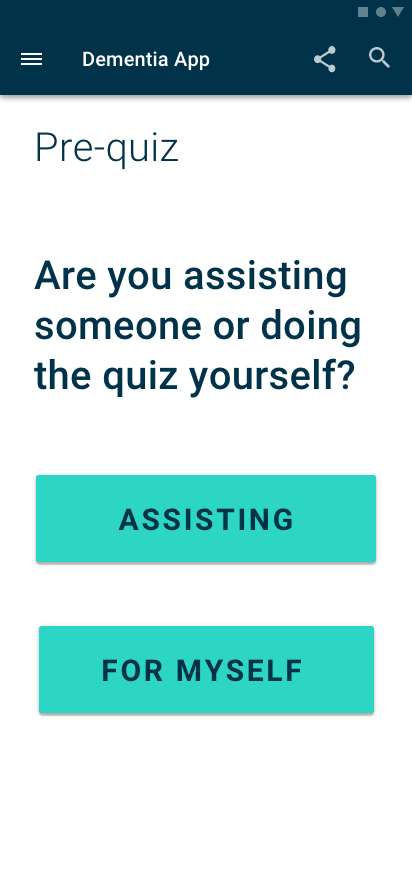 Dementia App
Pre-quiz
Are you assisting
someone or doing
the quiz yourself?
ASSISTING
FOR MYSELF